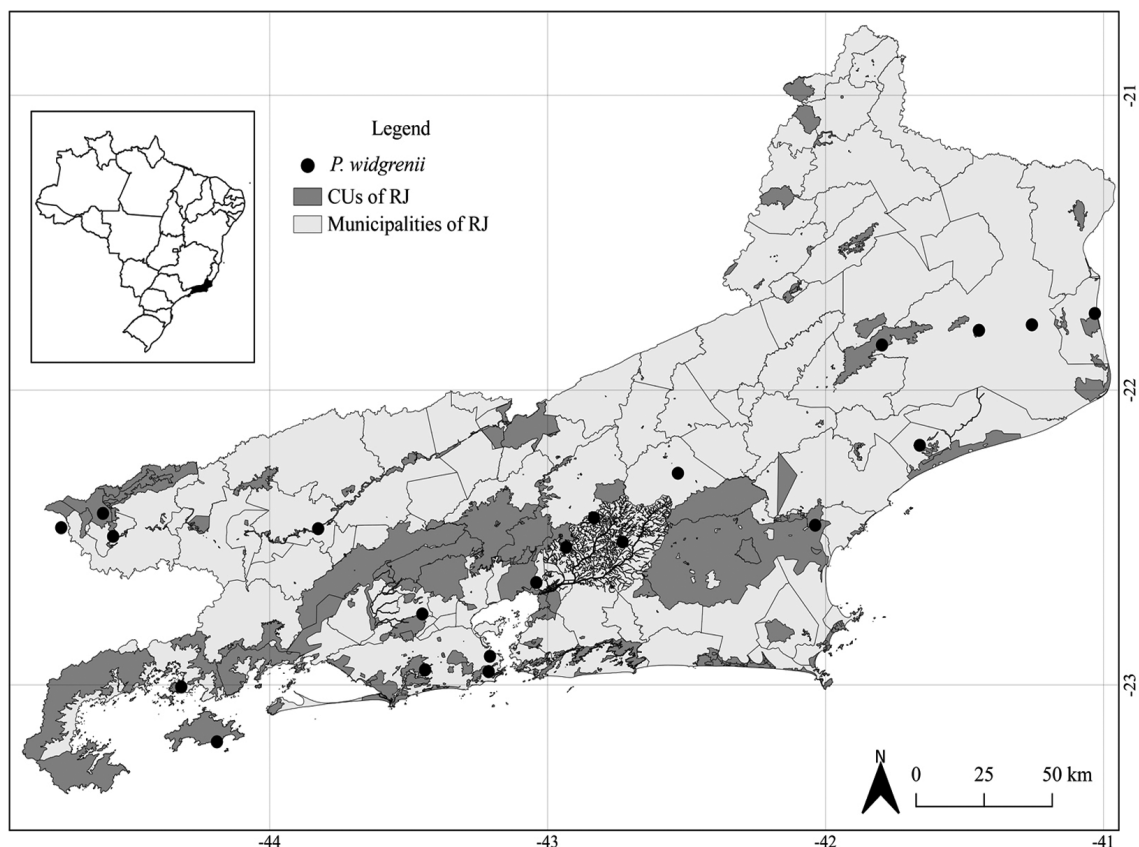 Legend
P. widgrenii
CUs of RJ
Municipalities of RJ
-21
-22
-23
N
0 25 50 km
-44 -43 -42 -41